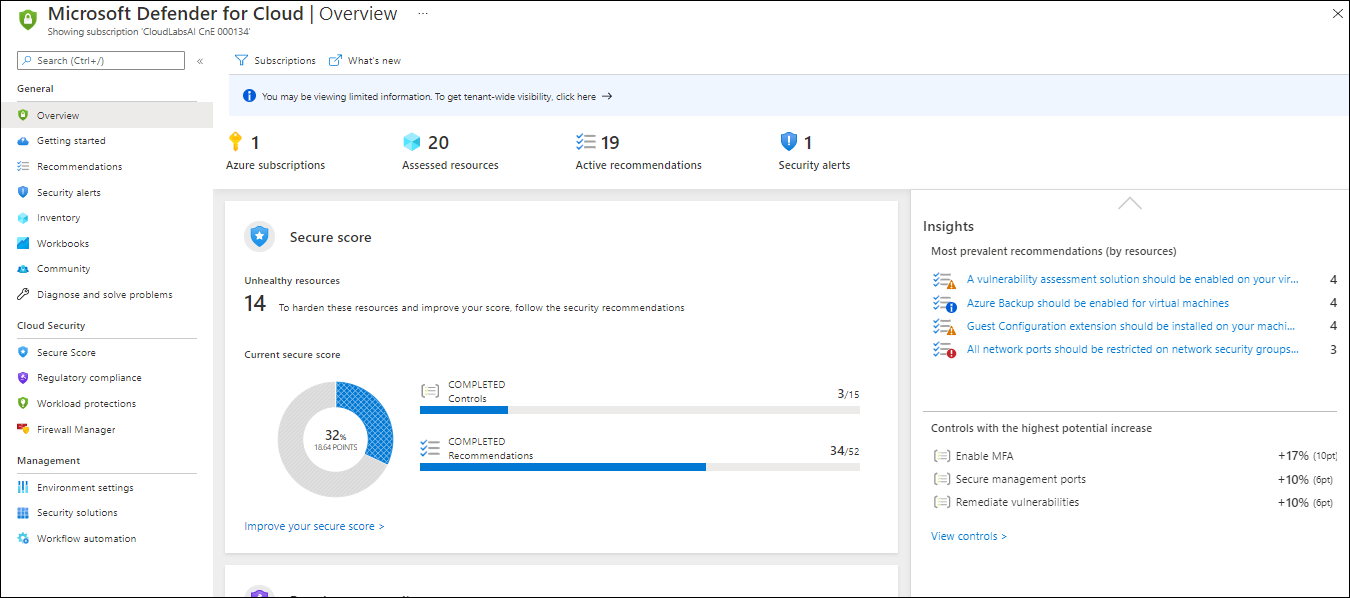 Microsoft Defender for Cloud | Overview ...
Showing subscription 'CloudLabsAI CnE 000134'
Search (Ctrl+/)
«
Subscriptions
What's new
You may be viewing limited information. To get tenant-wide visibility, click here →
General
Overview
Getting started
Recommendations
Security alerts
Inventory
Workbooks
Community
Diagnose and solve problems
Cloud Security
Secure Score
Regulatory compliance
Workload protections
Firewall Manager
Management
Environment settings
Security solutions
Workflow automation
1
Azure subscriptions
20
Assessed resources
19
Active recommendations
1
Security alerts
Secure score
Unhealthy resources
14 To harden these resources and improve your score, follow the security recommendations
Current secure score
32%
18.64 POINTS
COMPLETED
Controls
3/15
COMPLETED
Recommendations
34/52
Improve your secure score >
Insights
Most prevalent recommendations (by resources)
A vulnerability assessment solution should be enabled on your vir... 4
Azure Backup should be enabled for virtual machines 4
Guest Configuration extension should be installed on your machi... 4
All network ports should be restricted on network security groups... 3
Controls with the highest potential increase
Enable MFA +17% (10pt)
Secure management ports +10% (6pt)
Remediate vulnerabilities +10% (6pt)
View controls >